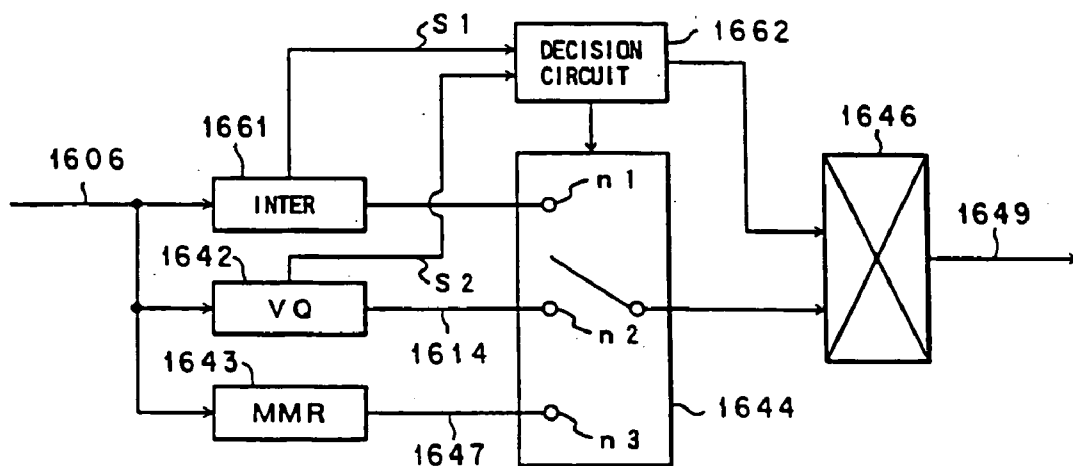 S1
DECISION
CIRCUIT
1662
1661
1646
1606
INTER
n1
1649
1642
S2
VQ
n2
1614
1643
MMR
1644
n3
1647